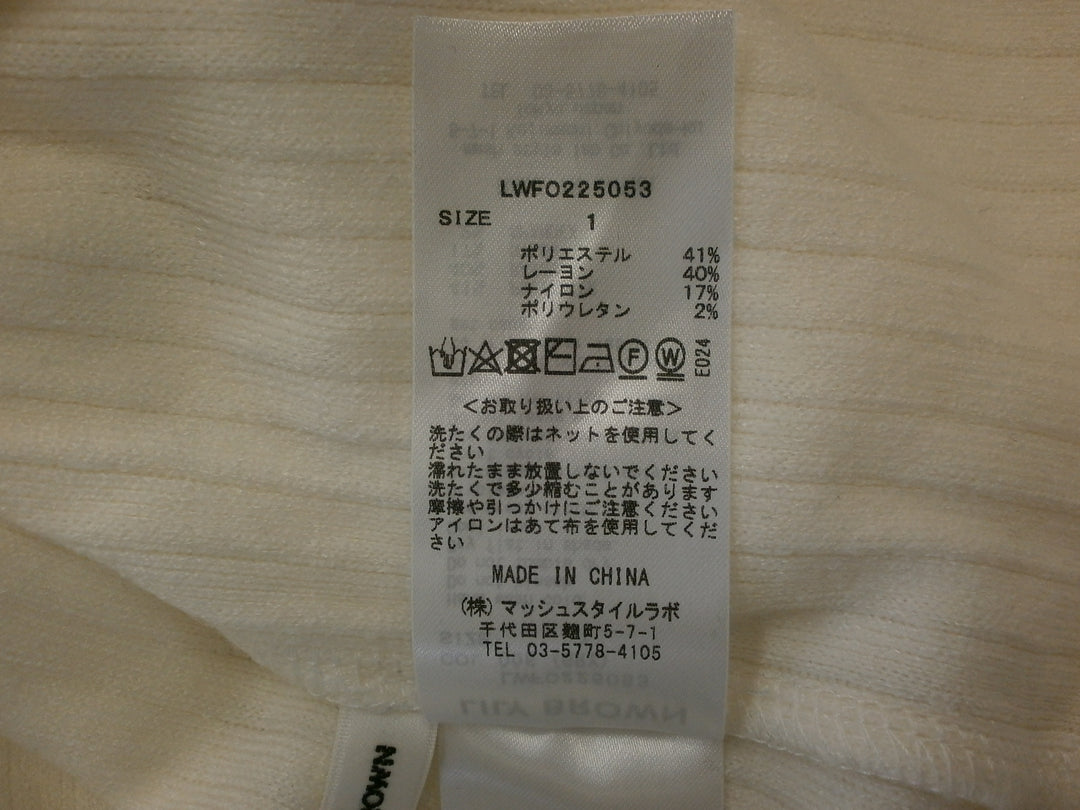 LWFO225053
SIZE 1
ポリエステル 41%
レーヨン 40%
ナイロン 17%
ポリウレタン 2%
F W E024
<お取り扱い上のご注意>
洗たくの際はネットを使用してく
ださい
濡れたまま放置しないでください
洗たくで多少縮むことがあります
摩擦や引っかけにご注意ください
アイロンはあて布を使用してくだ
さい
MADE IN CHINA
(株)マッシュスタイルラボ
千代田区麹町5-7-1
TEL 03-5778-4105
LILY BROWN
OWN